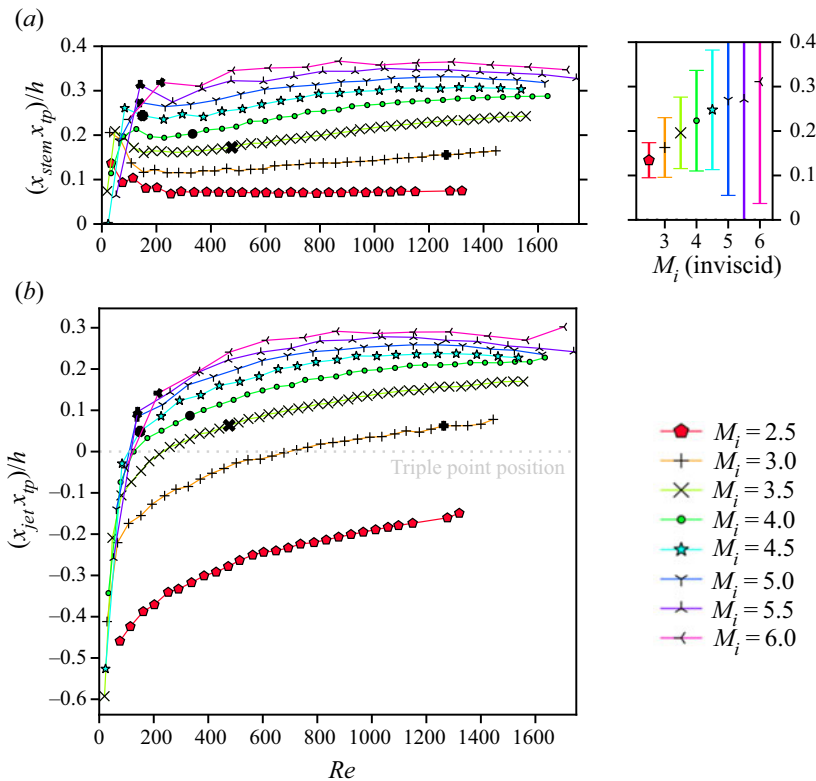 (a)
(x_stem - x_tp)/h
0.4
0.3
0.2
0.1
0
0 200 400 600 800 1000 1200 1400 1600
0.4
0.3
0.2
0.1
0
3 4 5 6
M_i (inviscid)
(b)
(x_jet - x_tp)/h
0.3
0.2
0.1
0
–0.1
–0.2
–0.3
–0.4
–0.5
–0.6
Triple point position
0 400 800 1200 1600
Re
M_i = 2.5
M_i = 3.0
M_i = 3.5
M_i = 4.0
M_i = 4.5
M_i = 5.0
M_i = 5.5
M_i = 6.0